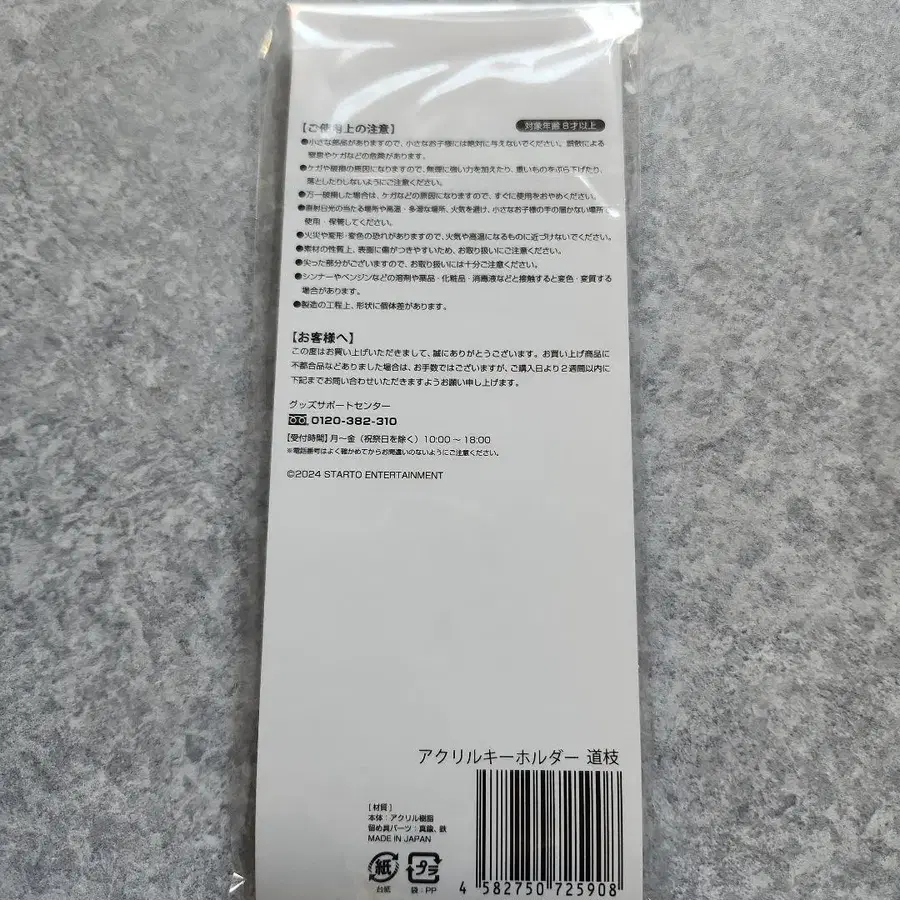 【ご使用上の注意】
対象年齢 8才以上
●小さな部品がありますので、小さなお子様には絶対に与えないでください。誤飲による
窒息やケガなどの危険があります。
●ケガや破損の原因になりますので、無理に強い力を加えたり、重いものをぶら下げたり、
落としたりしないようにご注意ください。
●万一破損した場合は、ケガなどの原因になりますので、すぐに使用をおやめください。
●直射日光の当たる場所や高温・多湿な場所、火気を避け、小さなお子様の手の届かない場所で
使用・保管してください。
●火災や変形・変色の恐れがありますので、火気や高温になるものに近づけないでください。
●素材の性質上、表面に傷がつきやすいため、お取り扱いにご注意ください。
●尖った部分がございますので、お取り扱いには十分ご注意ください。
●シンナーやベンジンなどの溶剤や薬品・化粧品・消毒液などと接触すると変色・変質する
場合があります。
●製造の工程上、形状に個体差があります。
【お客様へ】
この度はお買い上げいただきまして、誠にありがとうございます。お買い上げ商品に
不都合品などありました場合は、お手数ではございますが、ご購入日より2週間以内に
下記までお問い合わせいただきますようお願い申し上げます。
グッズサポートセンター
0120-382-310
【受付時間】月～金（祝祭日を除く）10:00～18:00
※電話番号はよく確かめてからお間違いのないようにご注意ください。
©2024 STARTO ENTERTAINMENT
アクリルキーホルダー 道枝
[材質]
本体：アクリル樹脂
留め具パーツ：真鍮、鉄
MADE IN JAPAN
紙 プラ
台紙 袋：PP
4 582750 725908